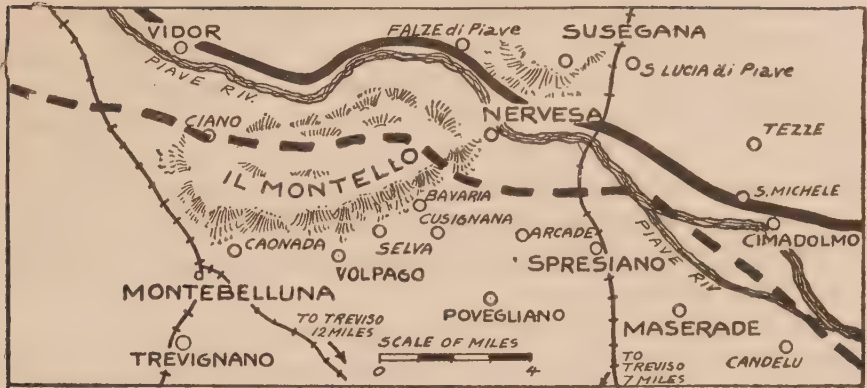 VIDOR
FALZE di Piave
SUSEGANA
PIAVE RIV.
S. LUCIA di Piave
NERVESA
CIANO
TEZZE
IL MONTELLO
BAVARIA
S. MICHELE
CUSIGNANA
CIMADOLMO
CAONADA
SELVA
ARCADE
VOLPAGO
SPRESIANO
PIAVE RIV
MONTEBELLUNA
POVEGLIANO
MASERADE
TO TREVISO
12 MILES
SCALE OF MILES
0 4
TREVIGNANO
TO
TREVISO
7 MILES
CANDELU